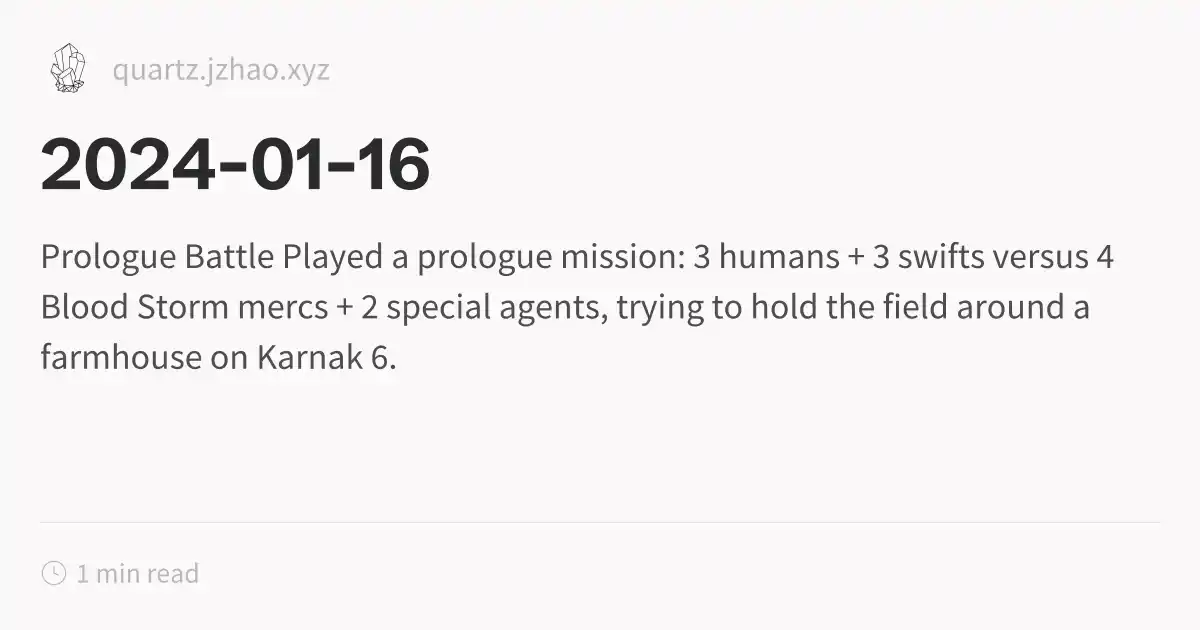 quartz.jzhao.xyz
2024-01-16
Prologue Battle Played a prologue mission: 3 humans + 3 swifts versus 4
Blood Storm mercs + 2 special agents, trying to hold the field around a
farmhouse on Karnak 6.
1 min read